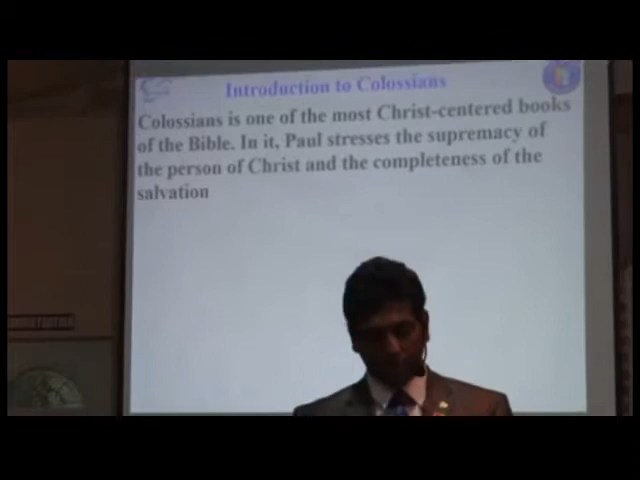 Introduction to Colossians
Colossians is one of the most Christ-centered books
of the Bible. In it, Paul stresses the supremacy of
the person of Christ and the completeness of the
salvation